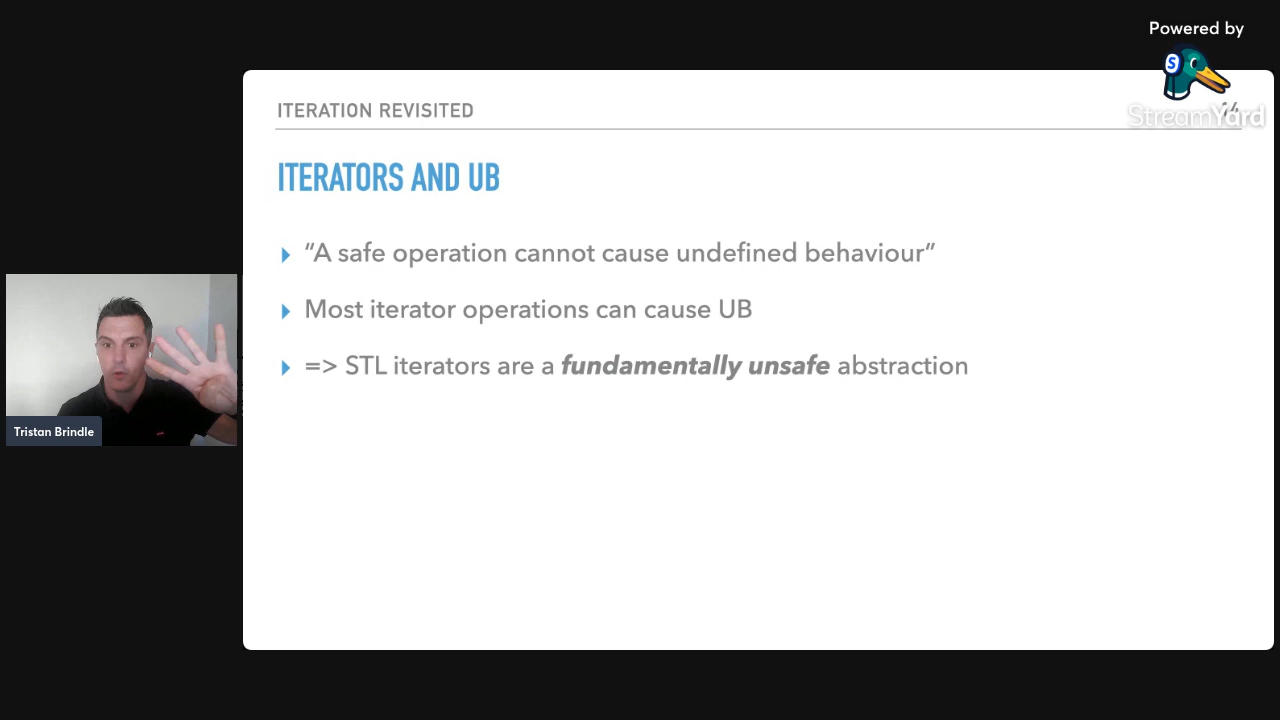 Powered by
S
StreamYard
ITERATION REVISITED
ITERATORS AND UB
“A safe operation cannot cause undefined behaviour”
Most iterator operations can cause UB
=> STL iterators are a fundamentally unsafe abstraction
Tristan Brindle